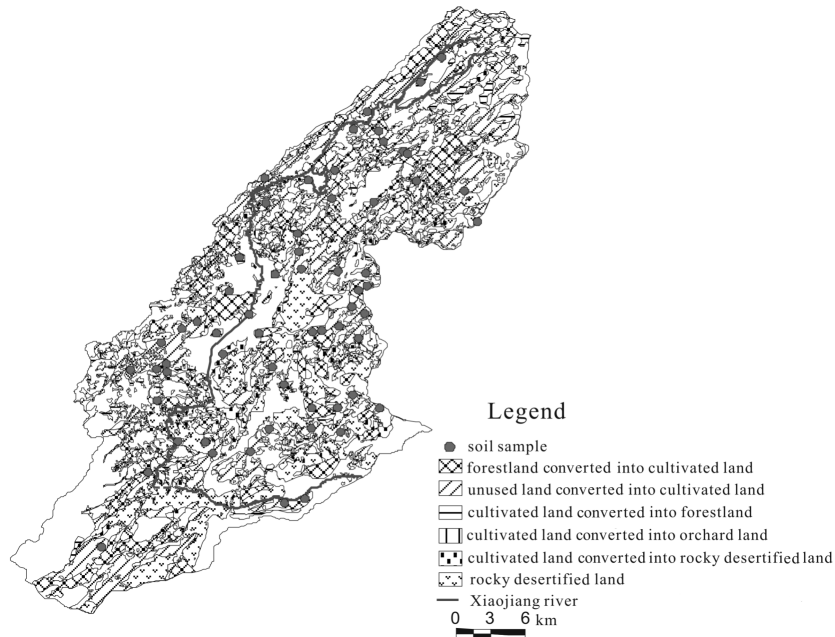 Legend
soil sample
forestland converted into cultivated land
unused land converted into cultivated land
cultivated land converted into forestland
cultivated land converted into orchard land
cultivated land converted into rocky desertified land
rocky desertified land
Xiaojiang river
0 3 6 km